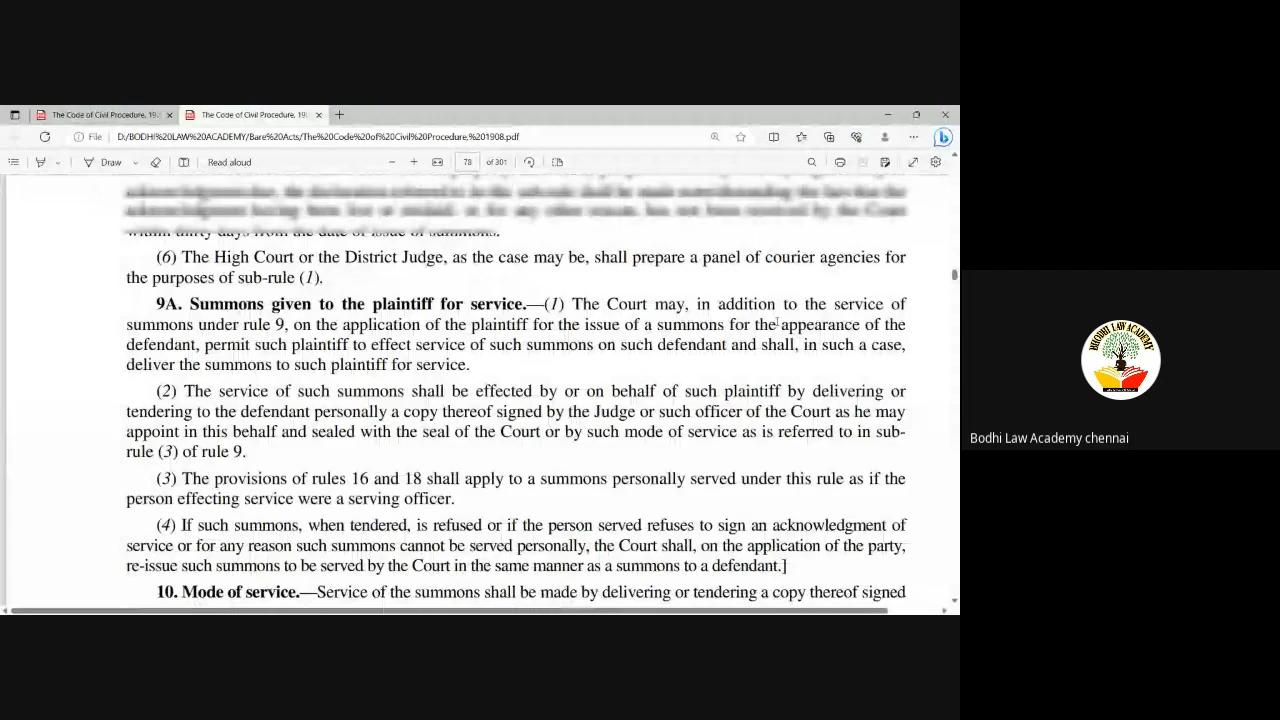 The Code of Civil Procedure, 19
The Code of Civil Procedure, 19
File
D:/BODHI%20LAW%20ACADEMY/Bare%20Acts/The%20Code%20of%20Civil%20Procedure,%201908.pdf
Draw
Read aloud
78 of 301
within thirty days from the date of issue of summons.
(6) The High Court or the District Judge, as the case may be, shall prepare a panel of courier agencies for
the purposes of sub-rule (1).
9A. Summons given to the plaintiff for service.—(1) The Court may, in addition to the service of
summons under rule 9, on the application of the plaintiff for the issue of a summons for the appearance of the
defendant, permit such plaintiff to effect service of such summons on such defendant and shall, in such a case,
deliver the summons to such plaintiff for service.
(2) The service of such summons shall be effected by or on behalf of such plaintiff by delivering or
tendering to the defendant personally a copy thereof signed by the Judge or such officer of the Court as he may
appoint in this behalf and sealed with the seal of the Court or by such mode of service as is referred to in sub-
rule (3) of rule 9.
(3) The provisions of rules 16 and 18 shall apply to a summons personally served under this rule as if the
person effecting service were a serving officer.
(4) If such summons, when tendered, is refused or if the person served refuses to sign an acknowledgment of
service or for any reason such summons cannot be served personally, the Court shall, on the application of the party,
re-issue such summons to be served by the Court in the same manner as a summons to a defendant.]
10. Mode of service.—Service of the summons shall be made by delivering or tendering a copy thereof signed
BHODHI LAW ACADEMY
Bodhi Law Academy chennai